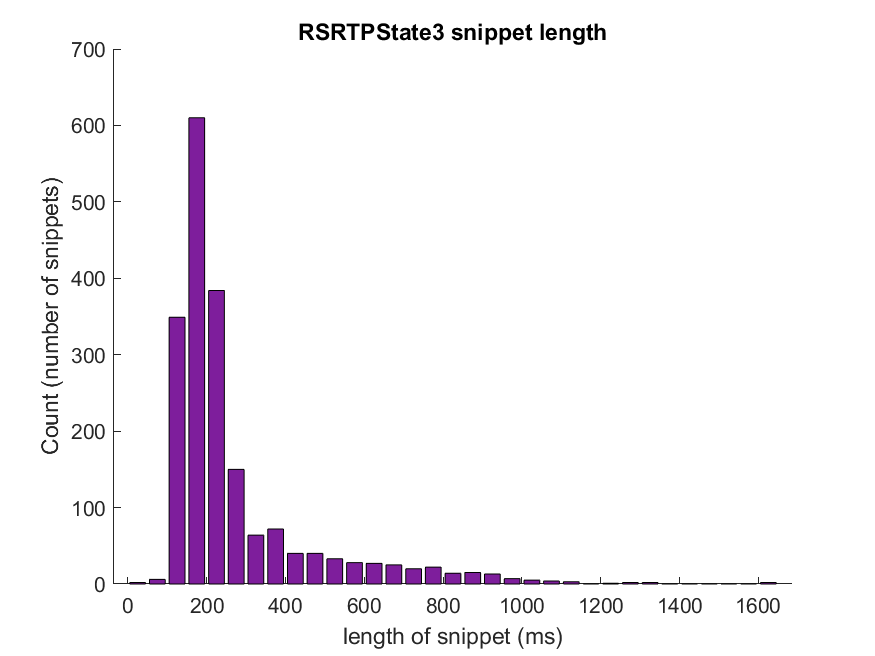 RSRTPState3 snippet length
700
600
500
400
300
200
100
0
Count (number of snippets)
0 200 400 600 800 1000 1200 1400 1600
length of snippet (ms)